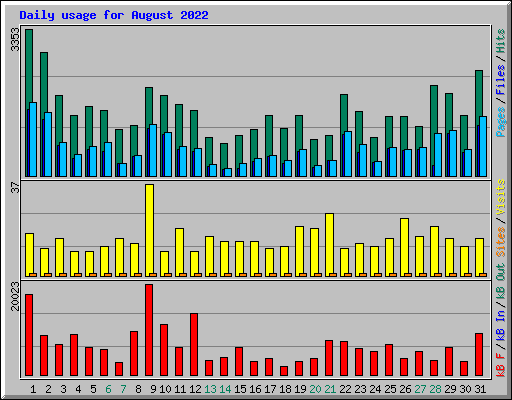 Daily usage for August 2022
3353
Pages / Files / Hits
37
Sites / Visits
20023
kB F / kB In / kB Out
1 2 3 4 5 6 7 8 9 10 11 12 13 14 15 16 17 18 19 20 21 22 23 24 25 26 27 28 29 30 31